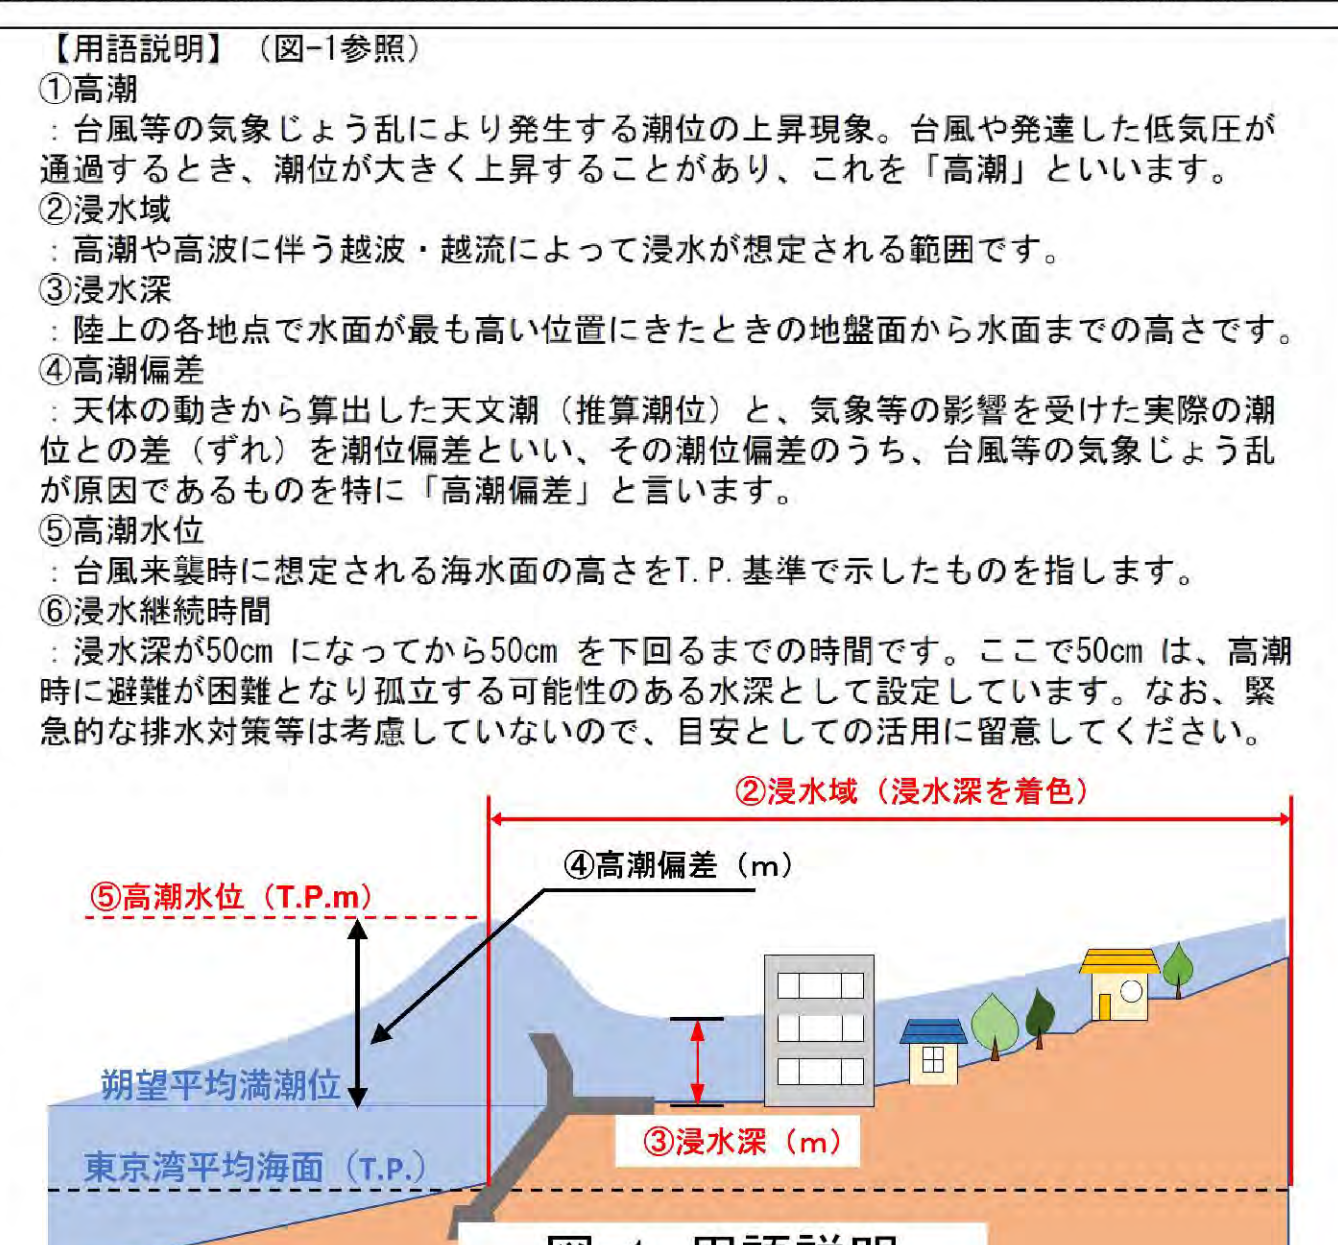 【用語説明】（図-1参照）
①高潮
：台風等の気象じょう乱により発生する潮位の上昇現象。台風や発達した低気圧が
通過するとき、潮位が大きく上昇することがあり、これを「高潮」といいます。
②浸水域
：高潮や高波に伴う越波・越流によって浸水が想定される範囲です。
③浸水深
：陸上の各地点で水面が最も高い位置にきたときの地盤面から水面までの高さです。
④高潮偏差
：天体の動きから算出した天文潮（推算潮位）と、気象等の影響を受けた実際の潮
位との差（ずれ）を潮位偏差といい、その潮位偏差のうち、台風等の気象じょう乱
が原因であるものを特に「高潮偏差」と言います。
⑤高潮水位
：台風来襲時に想定される海水面の高さをT.P.基準で示したものを指します。
⑥浸水継続時間
：浸水深が50cm になってから50cm を下回るまでの時間です。ここで50cm は、高潮
時に避難が困難となり孤立する可能性のある水深として設定しています。なお、緊
急的な排水対策等は考慮していないので、目安としての活用に留意してください。
②浸水域（浸水深を着色）
④高潮偏差（m）
⑤高潮水位（T.P.m）
朔望平均満潮位
③浸水深（m）
東京湾平均海面（T.P.）
図-1 用語説明